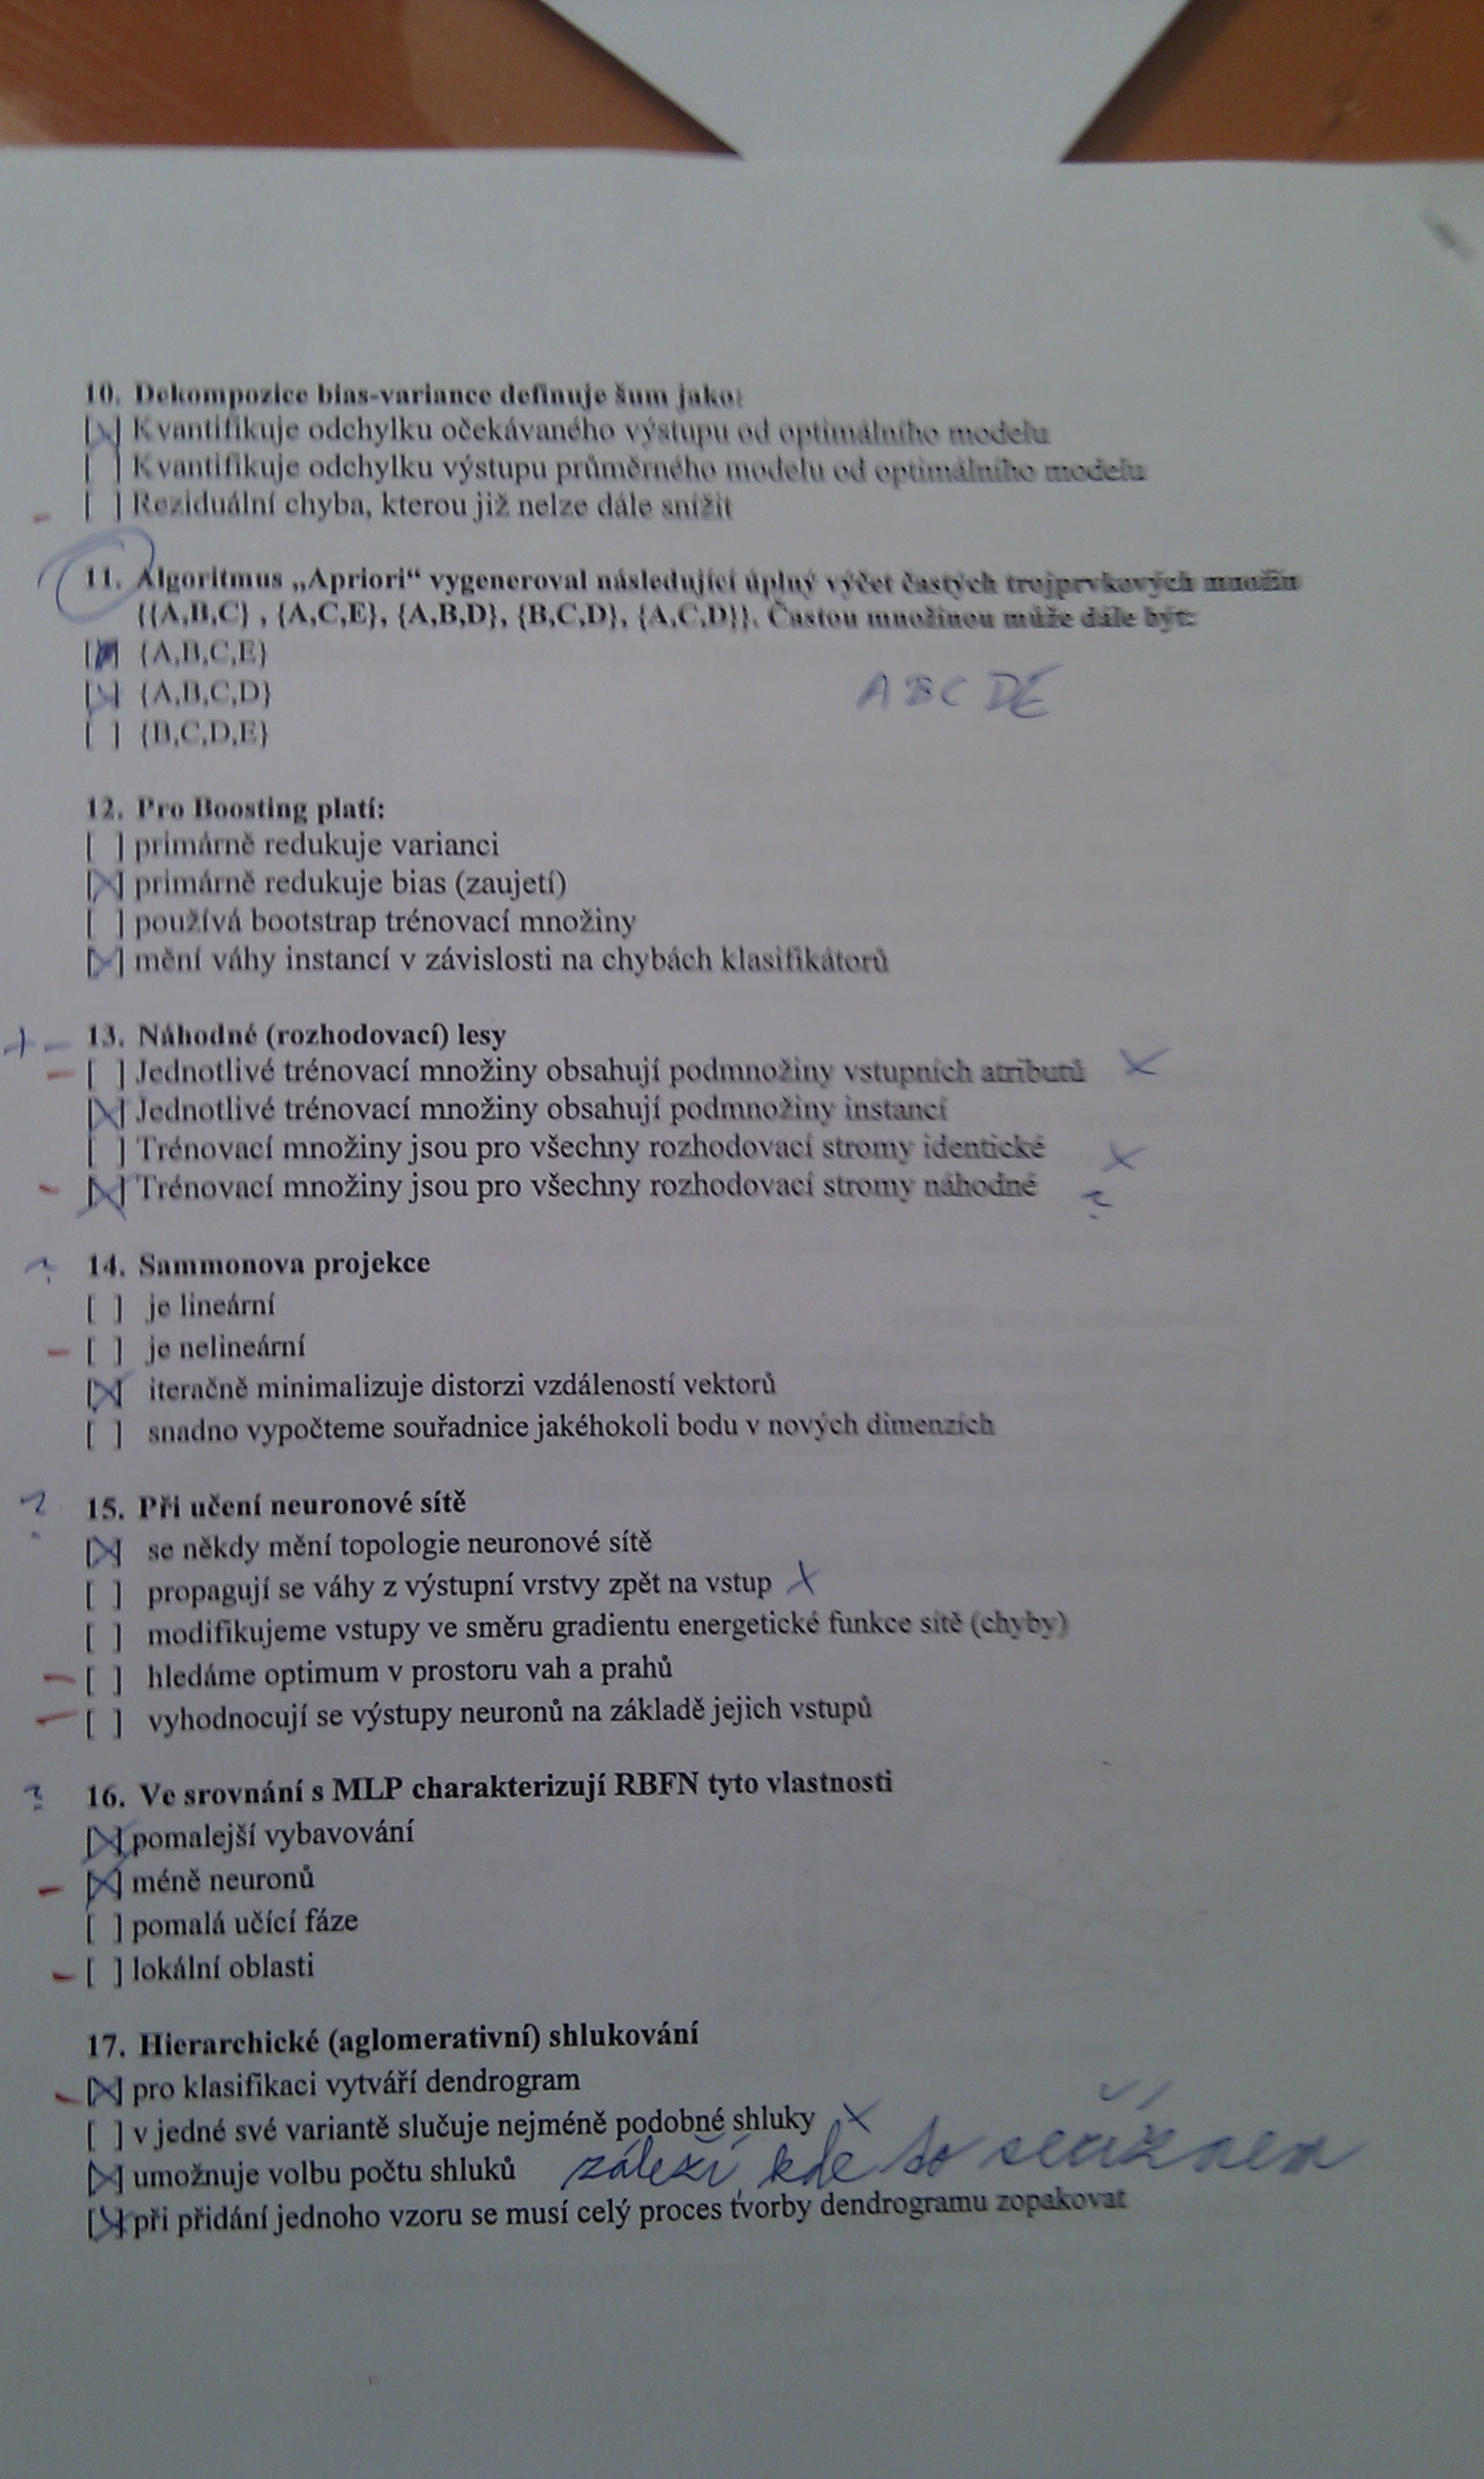 10. Dekompozice bias-variance definuje šum jako:
[x] Kvantifikuje odchylku očekávaného výstupu od optimálního modelu
[ ] Kvantifikuje odchylku výstupu průměrného modelu od optimálního modelu
- [ ] Reziduální chyba, kterou již nelze dále snížit
11. Algoritmus „Apriori“ vygeneroval následující úplný výčet častých trojprvkových množin
{{A,B,C} , {A,C,E}, {A,B,D}, {B,C,D}, {A,C,D}}. Častou množinou může dále být:
[ ] {A,B,C,E}
[x] {A,B,C,D}
A B C D E
[ ] {B,C,D,E}
12. Pro Boosting platí:
[ ] primárně redukuje varianci
[x] primárně redukuje bias (zaujetí)
[ ] používá bootstrap trénovací množiny
[x] mění váhy instancí v závislosti na chybách klasifikátorů
+ - 13. Náhodné (rozhodovací) lesy
- [ ] Jednotlivé trénovací množiny obsahují podmnožiny vstupních atributů x
[x] Jednotlivé trénovací množiny obsahují podmnožiny instancí
[ ] Trénovací množiny jsou pro všechny rozhodovací stromy identické x
- [x] Trénovací množiny jsou pro všechny rozhodovací stromy náhodné ?
? 14. Sammonova projekce
[ ] je lineární
- [ ] je nelineární
[x] iteračně minimalizuje distorzi vzdáleností vektorů
[ ] snadno vypočteme souřadnice jakéhokoli bodu v nových dimenzích
? 15. Při učení neuronové sítě
[x] se někdy mění topologie neuronové sítě
[ ] propagují se váhy z výstupní vrstvy zpět na vstup x
[ ] modifikujeme vstupy ve směru gradientu energetické funkce sítě (chyby)
- [ ] hledáme optimum v prostoru vah a prahů
- [ ] vyhodnocují se výstupy neuronů na základě jejich vstupů
? 16. Ve srovnání s MLP charakterizují RBFN tyto vlastnosti
[x] pomalejší vybavování
- [x] méně neuronů
[ ] pomalá učící fáze
- [ ] lokální oblasti
17. Hierarchické (aglomerativní) shlukování
- [x] pro klasifikaci vytváří dendrogram
[ ] v jedné své variantě slučuje nejméně podobné shluky x
[x] umožnuje volbu počtu shluků záleží, kde to seříznem
[x] při přidání jednoho vzoru se musí celý proces tvorby dendrogramu zopakovat